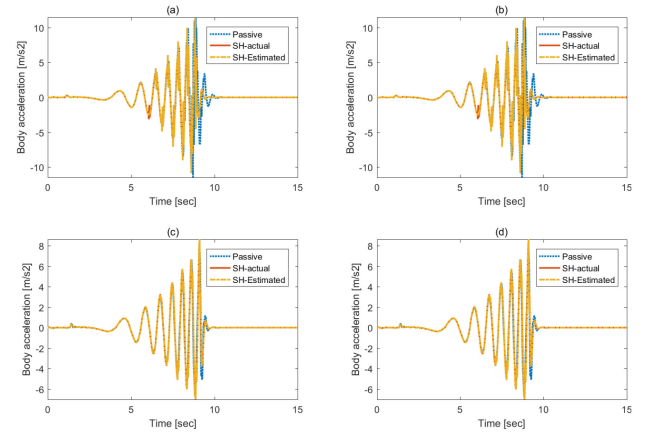 (a)
Body acceleration [m/s2]
10
5
0
-5
-10
Passive
SH-actual
SH-Estimated
0
5
10
15
Time [sec]
(b)
Body acceleration [m/s2]
10
5
0
-5
-10
Passive
SH-actual
SH-Estimated
0
5
10
15
Time [sec]
(c)
Body acceleration [m/s2]
8
6
4
2
0
-2
-4
-6
Passive
SH-actual
SH-Estimated
0
5
10
15
Time [sec]
(d)
Body acceleration [m/s2]
8
6
4
2
0
-2
-4
-6
Passive
SH-actual
SH-Estimated
0
5
10
15
Time [sec]